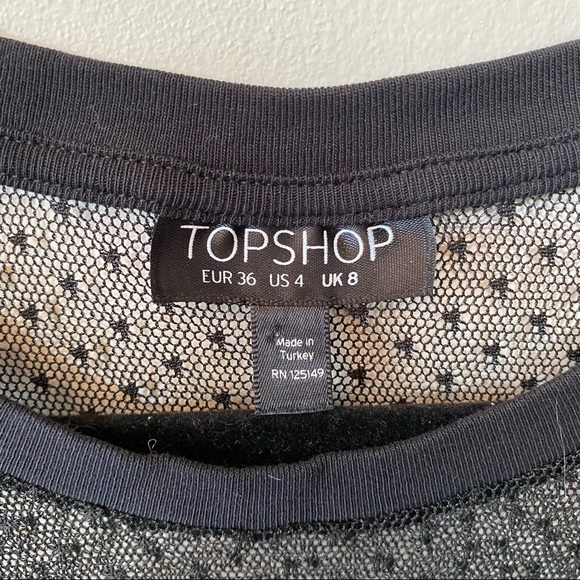 TOPSHOP
EUR 36 US 4 UK 8
Made in
Turkey
RN 125149